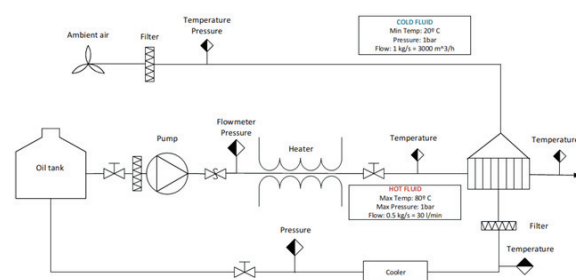 Temperature
Pressure
Ambient air
Filter
COLD FLUID
Min Temp: 20º C
Pressure: 1bar
Flow: 1 kg/s = 3000 m^3/h
Oil tank
Pump
Flowmeter
Pressure
Heater
Temperature
Temperature
HOT FLUID
Max Temp: 80º C
Max Pressure: 1bar
Flow: 0.5 kg/s = 30 l/min
Filter
Pressure
Cooler
Temperature